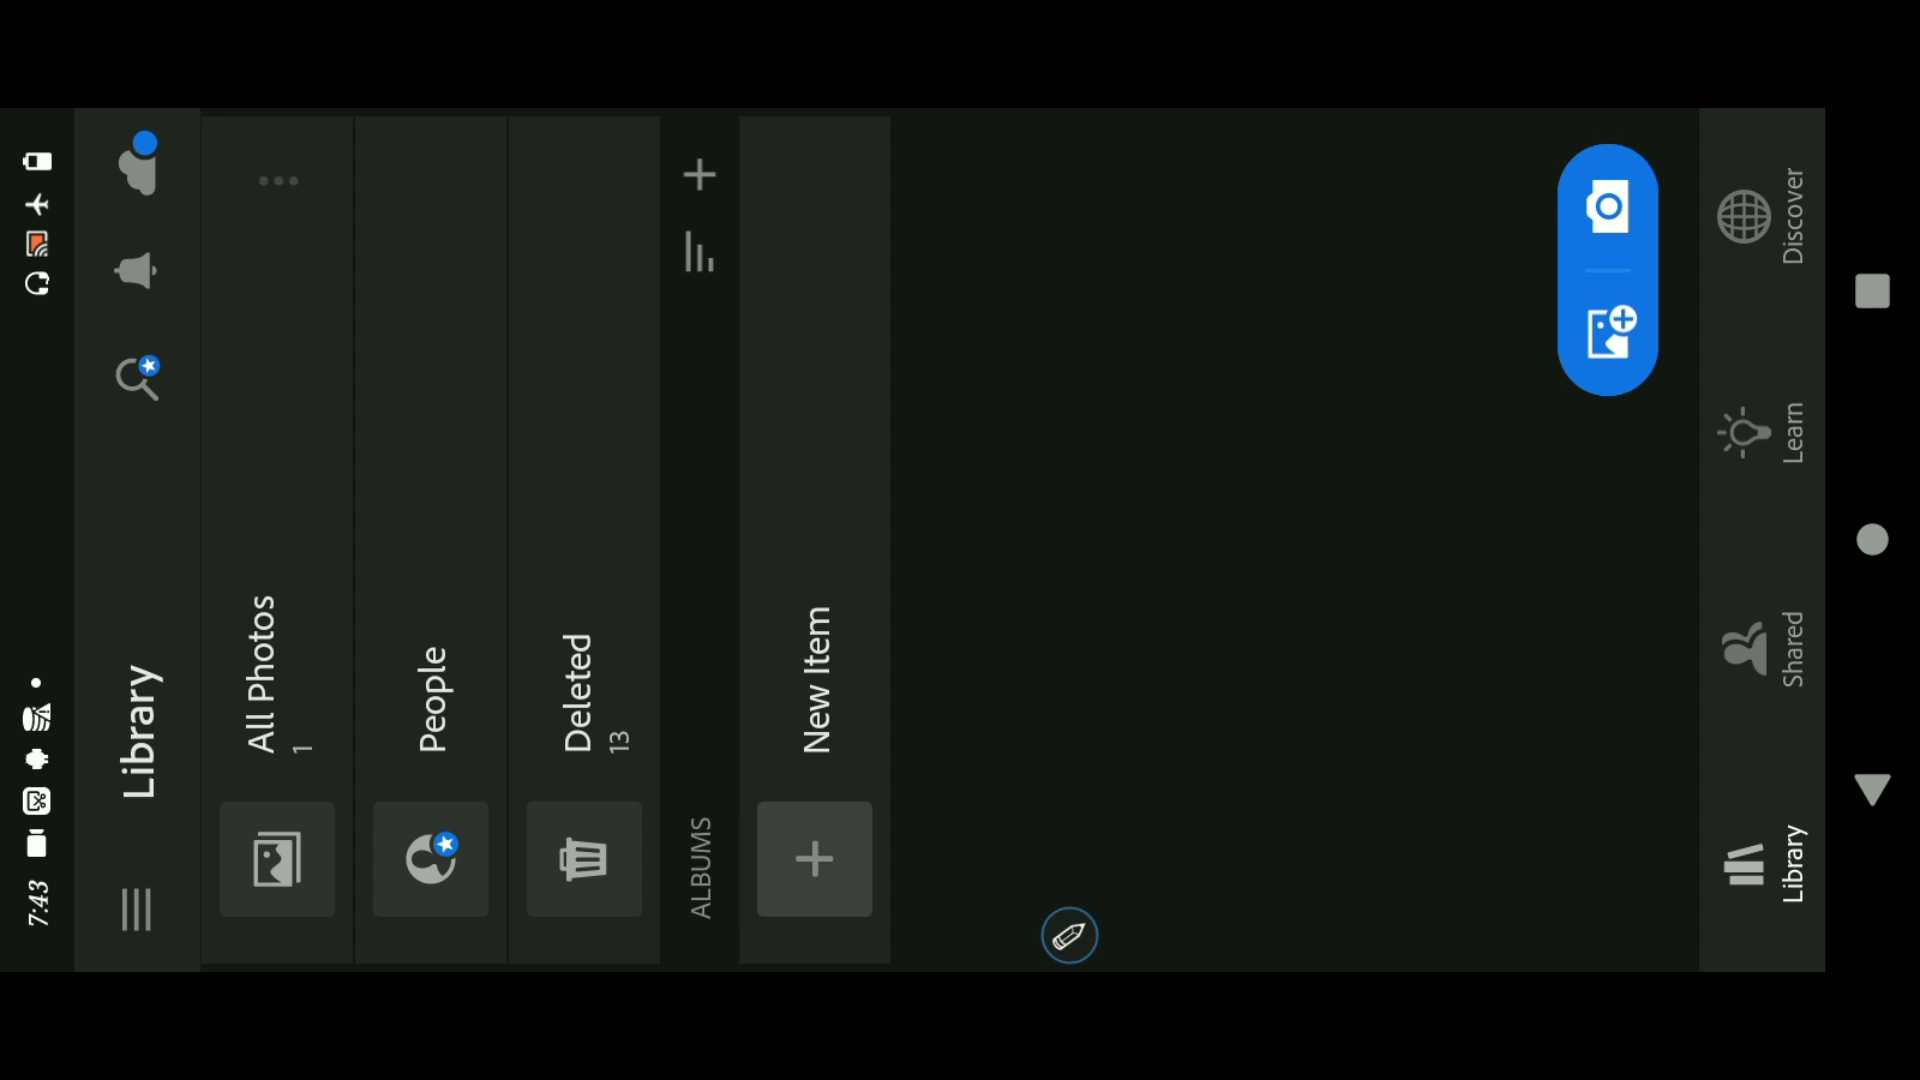 7:43
Library
All Photos
1
People
Deleted
13
ALBUMS
New Item
Library
Shared
Learn
Discover